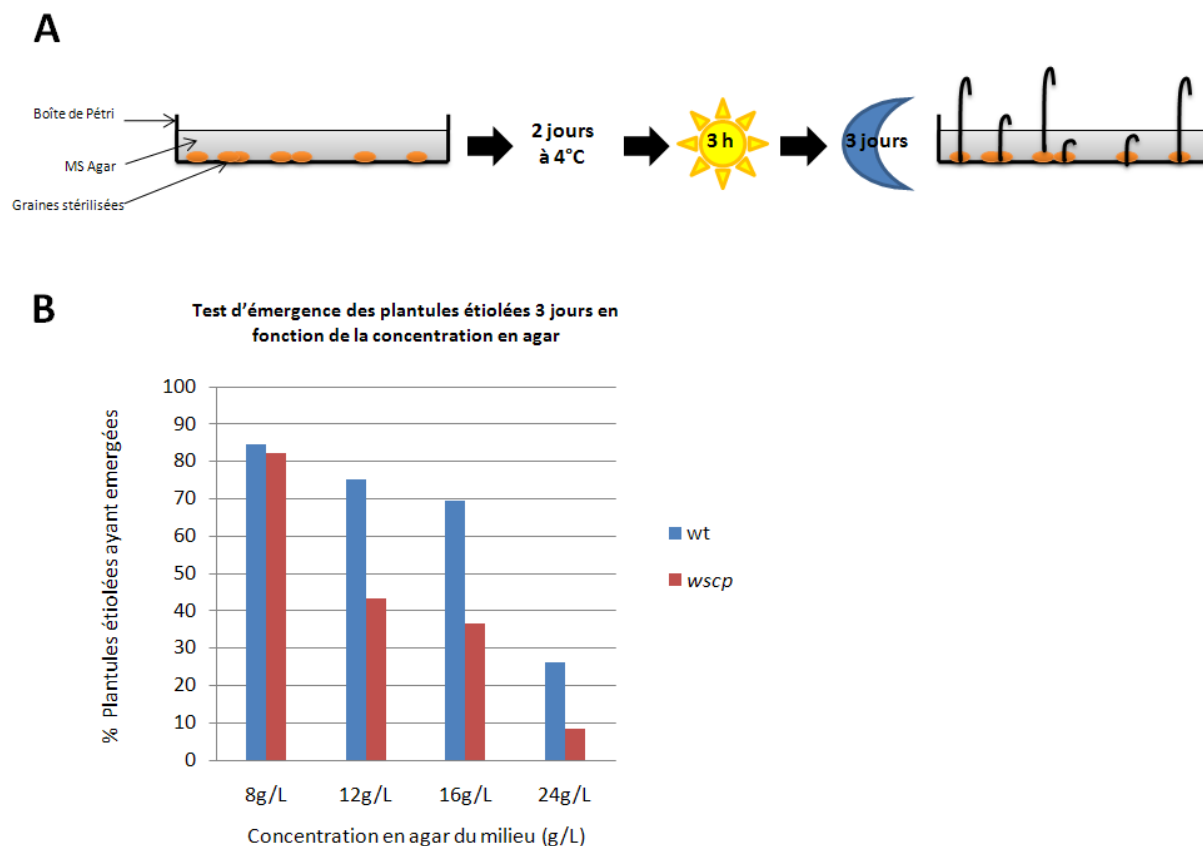 A
Boîte de Pétri
MS Agar
Graines stérilisées
2 jours
à 4°C
3 h
3 jours
B
Test d'émergence des plantules étiolées 3 jours en
fonction de la concentration en agar
% Plantules étiolées ayant emergées
100
90
80
70
60
50
40
30
20
10
0
8g/L 12g/L 16g/L 24g/L
Concentration en agar du milieu (g/L)
wt
wscp